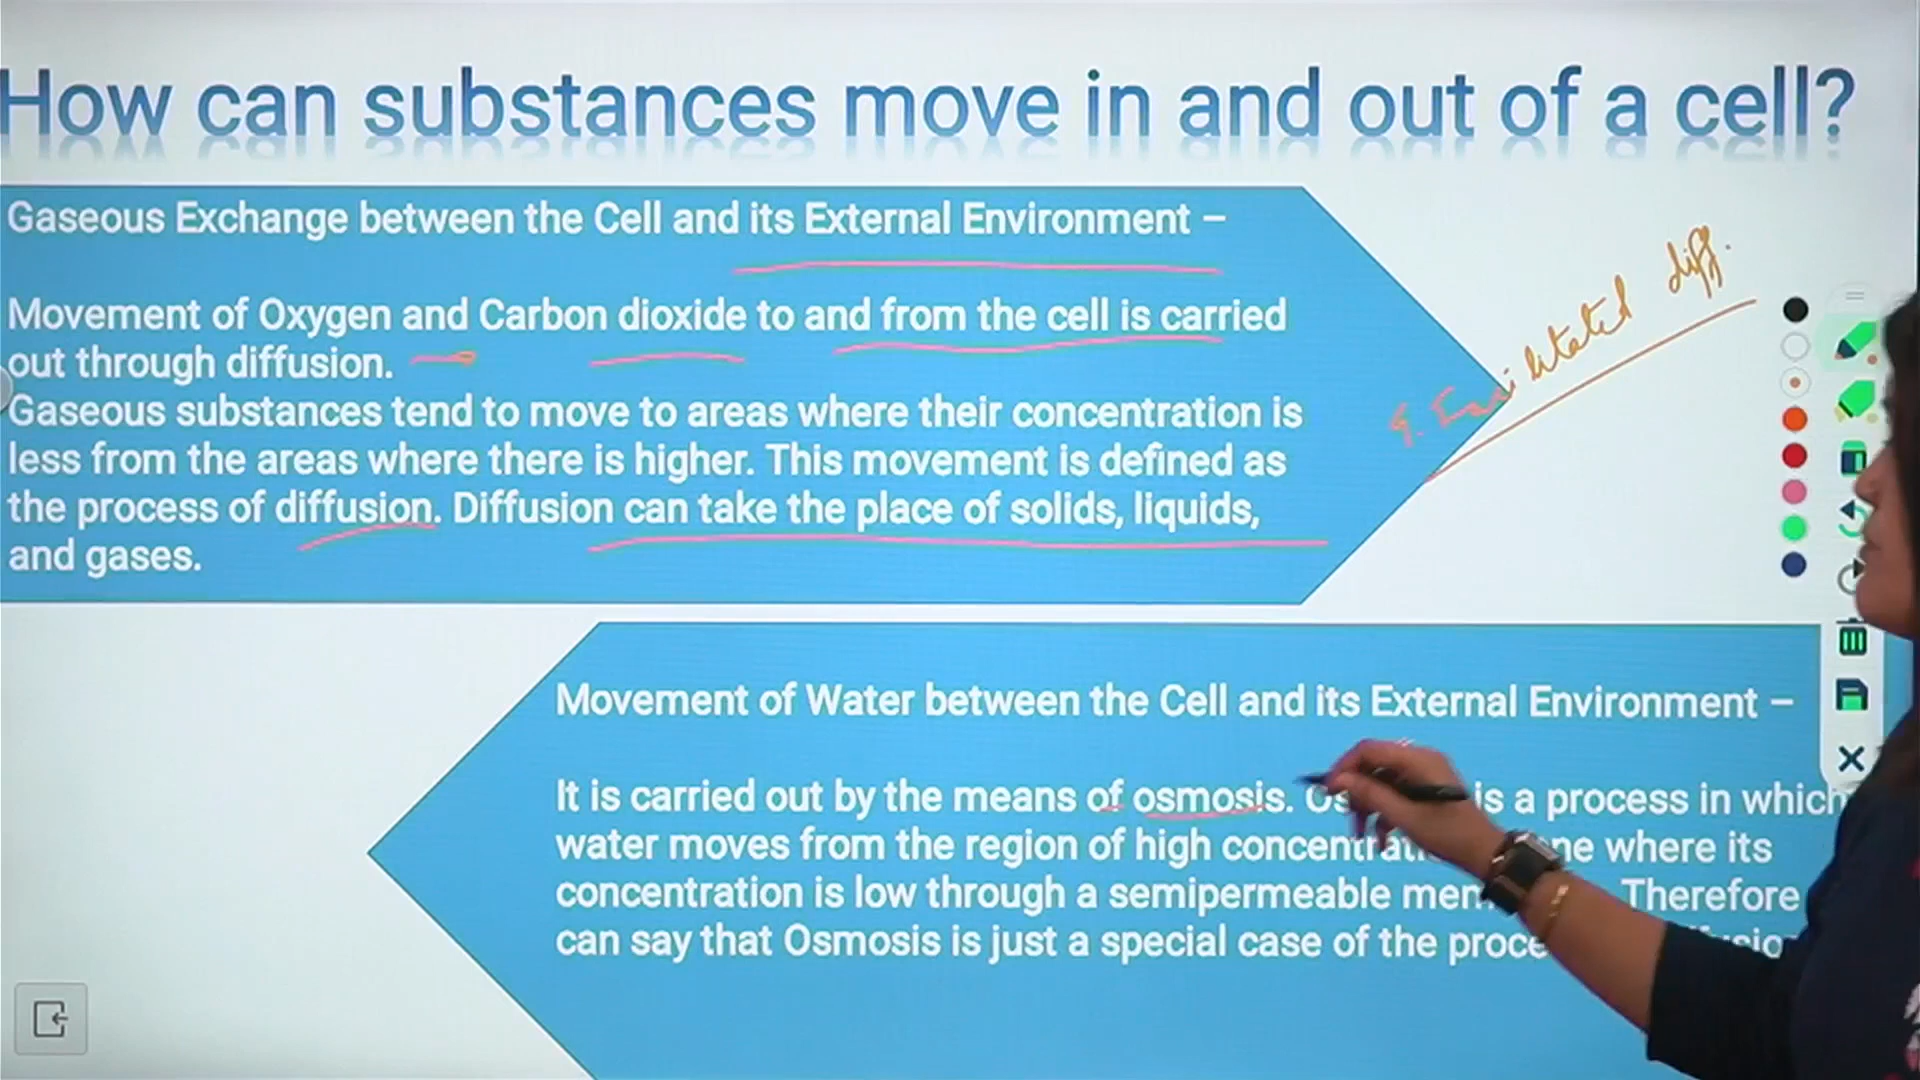 How can substances move in and out of a cell?
Gaseous Exchange between the Cell and its External Environment –
Movement of Oxygen and Carbon dioxide to and from the cell is carried
out through diffusion.
Gaseous substances tend to move to areas where their concentration is
less from the areas where there is higher. This movement is defined as
the process of diffusion. Diffusion can take the place of solids, liquids,
and gases.
diff.
Movement of Water between the Cell and its External Environment –
It is carried out by the means of osmosis. is a process in which
water moves from the region of high where its
concentration is low through a semipermeable Therefore
can say that Osmosis is just a special case of the